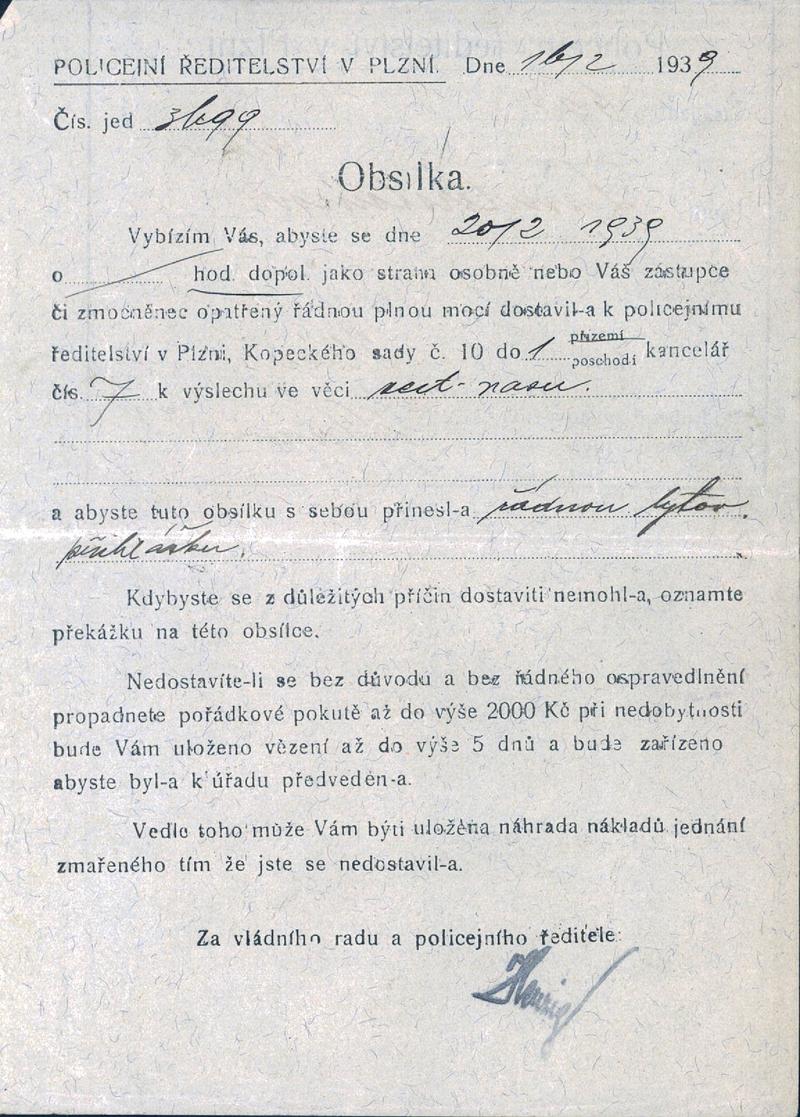 POLICEJNÍ ŘEDITELSTVÍ V PLZNI. Dne 16/2 1939
Čís. jed 3699
Obsílka.
Vybízím Vás, abyste se dne 20/2 1939
o hod. dopol. jako strana osobně nebo Váš zástupce
či zmocněnec opatřený řádnou plnou mocí dostavil-a k policejnímu
ředitelství v Plzni, Kopeckého sady č. 10 do 1 přízemí poschodí kancelář
čís. 7 k výslechu ve věci
a abyste tuto obsílku s sebou přinesl-a řádnou bytov.
přihlášku.
Kdybyste se z důležitých příčin dostaviti nemohl-a, oznamte
překážku na této obsílce.
Nedostavíte-li se bez důvodu a bez řádného ospravedlnění
propadnete pořádkové pokutě až do výše 2000 Kč při nedobytnosti
bude Vám uloženo vězení až do výše 5 dnů a bude zařízeno
abyste byl-a k úřadu předveden-a.
Vedle toho může Vám býti uložena náhrada nákladů jednání
zmařeného tím že jste se nedostavil-a.
Za vládního radu a policejního ředitele: